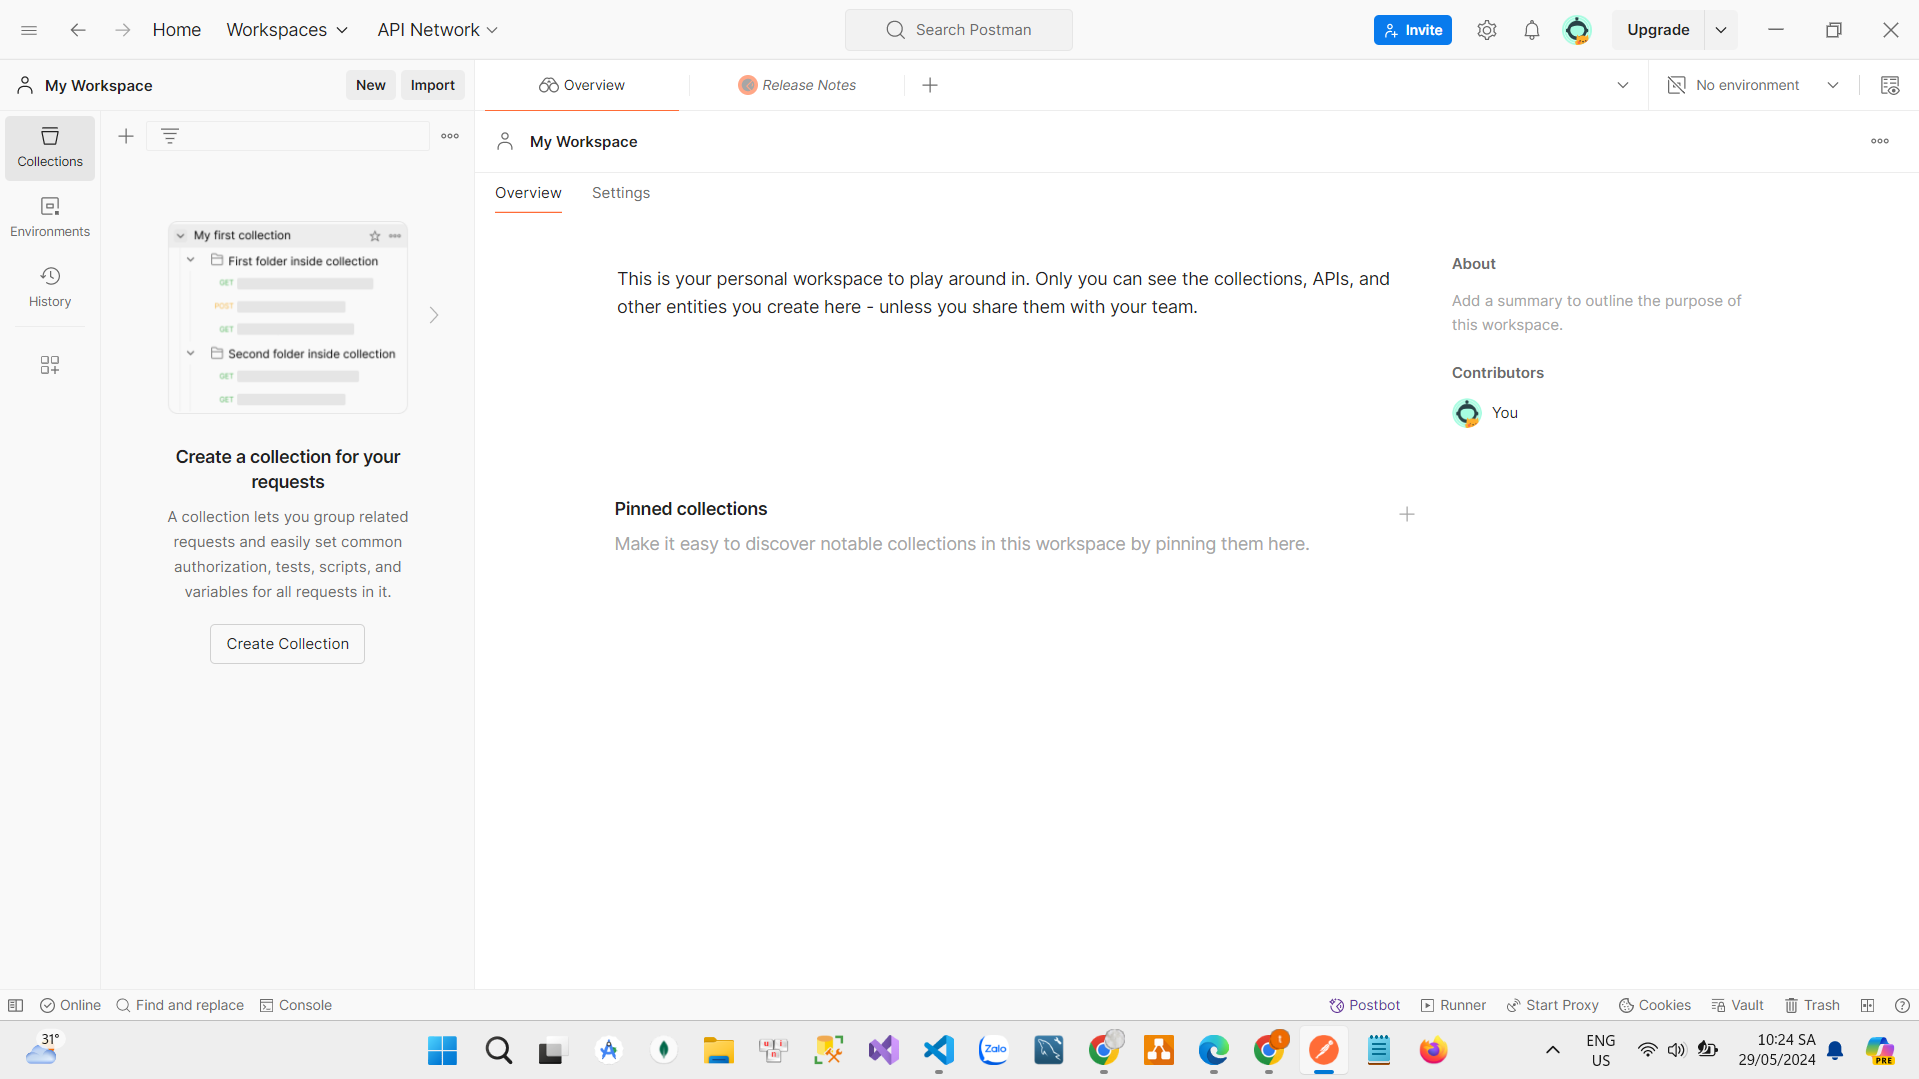 Home
Workspaces
API Network
Search Postman
Invite
Upgrade
My Workspace
New
Import
Overview
Release Notes
No environment
Collections
Environments
History
My first collection
First folder inside collection
GET
POST
GET
Second folder inside collection
GET
GET
Create a collection for your
requests
A collection lets you group related
requests and easily set common
authorization, tests, scripts, and
variables for all requests in it.
Create Collection
My Workspace
Overview
Settings
This is your personal workspace to play around in. Only you can see the collections, APIs, and
other entities you create here - unless you share them with your team.
Pinned collections
Make it easy to discover notable collections in this workspace by pinning them here.
About
Add a summary to outline the purpose of
this workspace.
Contributors
You
Online
Find and replace
Console
Postbot
Runner
Start Proxy
Cookies
Vault
Trash
31°
Zalo
t
ENG
US
10:24 SA
29/05/2024
PRE